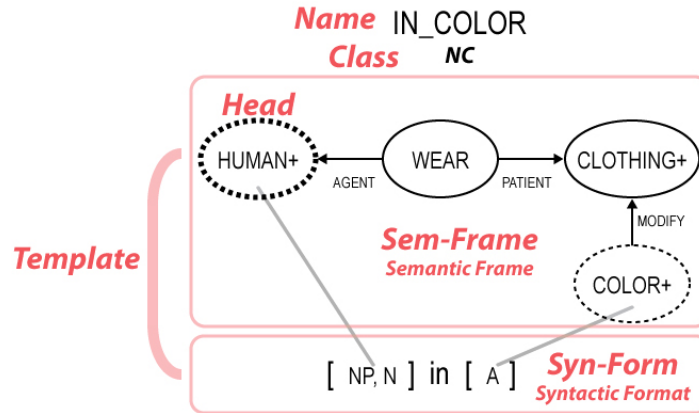 Name IN_COLOR
Class NC
Head
HUMAN+ WEAR CLOTHING+
AGENT PATIENT
MODIFY
Sem-Frame
Semantic Frame
COLOR+
Template
[ NP, N ] in [ A ] Syn-Form
Syntactic Format